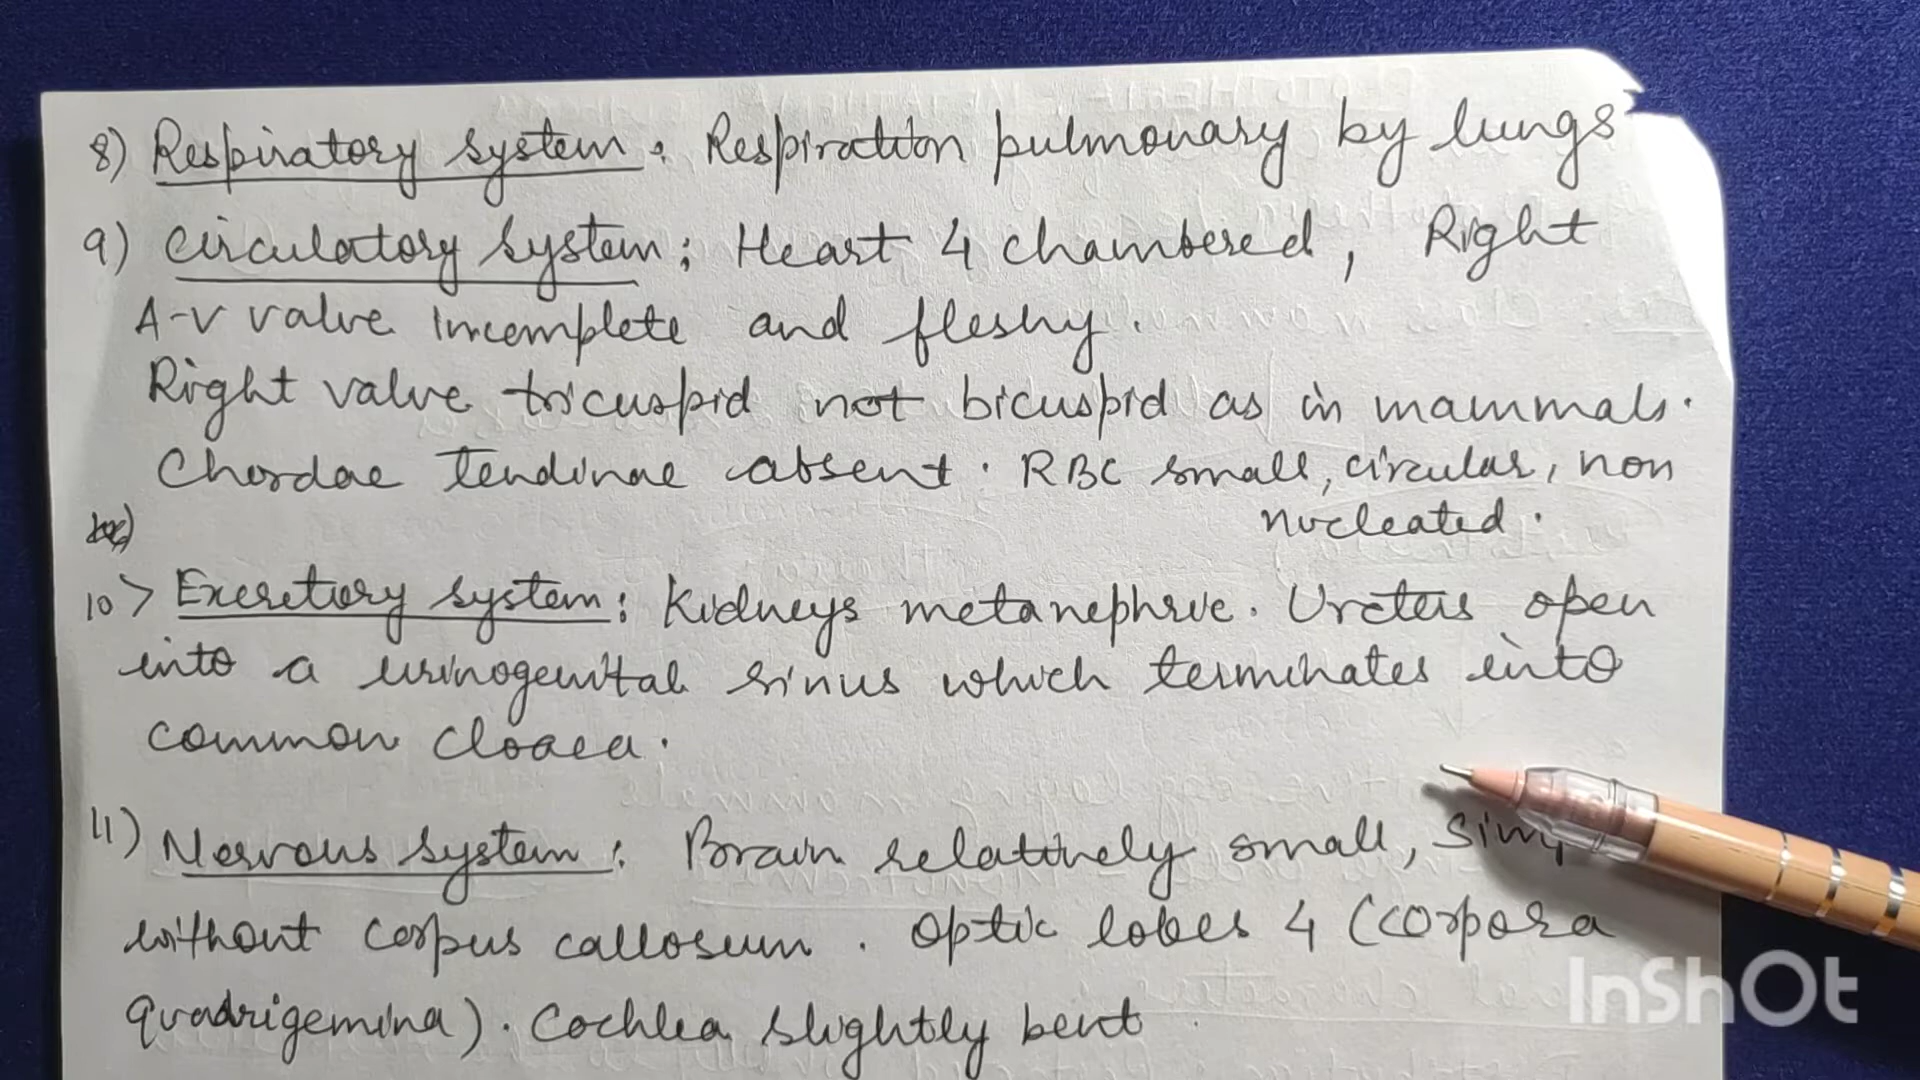 8) Respiratory system : Respiration pulmonary by lungs
9) Circulatory system ; Heart 4 chambered, Right
A-V valve incomplete and fleshy.
Right valve tricuspid not bicuspid as in mammals.
Chordae tendinae absent. RBC small, circular, non
nucleated.
10> Excretory system : Kidneys metanephric. Ureters open
into a urinogenital sinus which terminates into
common cloaca.
11) Nervous system : Brain relatively small,
without corpus callosum. Optic lobes 4 (corpora
quadrigemina). Cochlea slightly bent
InShOt